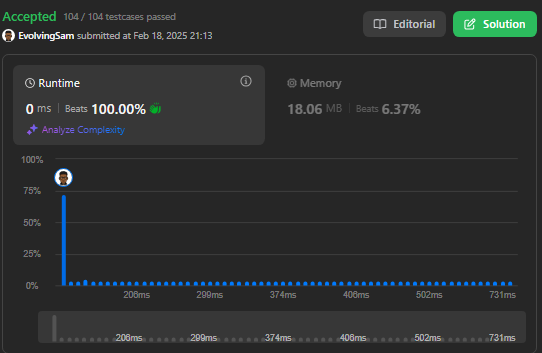 Accepted 104 / 104 testcases passed
EvolvingSam submitted at Feb 18, 2025 21:13
Editorial
Solution
Runtime
0 ms Beats 100.00%
Analyze Complexity
Memory
18.06 MB Beats 6.37%
100%
75%
50%
25%
0%
206ms 299ms 374ms 406ms 502ms 731ms
206ms 299ms 374ms 406ms 502ms 731ms